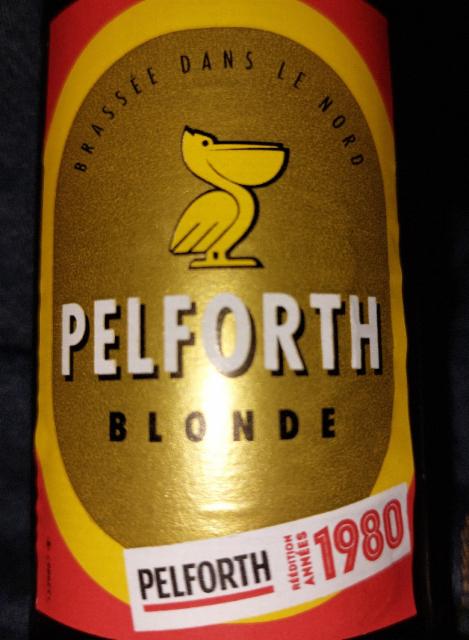 BRASSÉE DANS LE NORD
PELFORTH
BLONDE
PELFORTH
RÉÉDITION
ANNÉES
1980